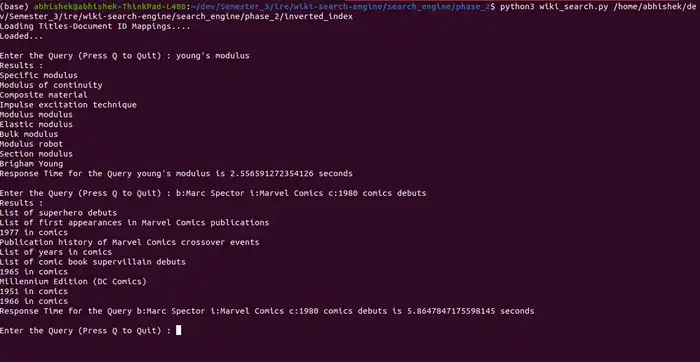 (base) abhishek@abhishek-ThinkPad-L480:~/dev/Semester_3/ire/wiki-search-engine/search_engine/phase_2$ python3 wiki_search.py /home/abhishek/de
v/Semester_3/ire/wiki-search-engine/search_engine/phase_2/inverted_index
Loading Titles-Document ID Mappings....
Loaded...
Enter the Query (Press Q to Quit) : young's modulus
Results :
Specific modulus
Modulus of continuity
Composite material
Impulse excitation technique
Modulus modulus
Elastic modulus
Bulk modulus
Modulus robot
Section modulus
Brigham Young
Response Time for the Query young's modulus is 2.556591272354126 seconds
Enter the Query (Press Q to Quit) : b:Marc Spector i:Marvel Comics c:1980 comics debuts
Results :
List of superhero debuts
List of first appearances in Marvel Comics publications
1977 in comics
Publication history of Marvel Comics crossover events
List of years in comics
List of comic book supervillain debuts
1965 in comics
Millennium Edition (DC Comics)
1951 in comics
1966 in comics
Response Time for the Query b:Marc Spector i:Marvel Comics c:1980 comics debuts is 5.8647847175598145 seconds
Enter the Query (Press Q to Quit) :